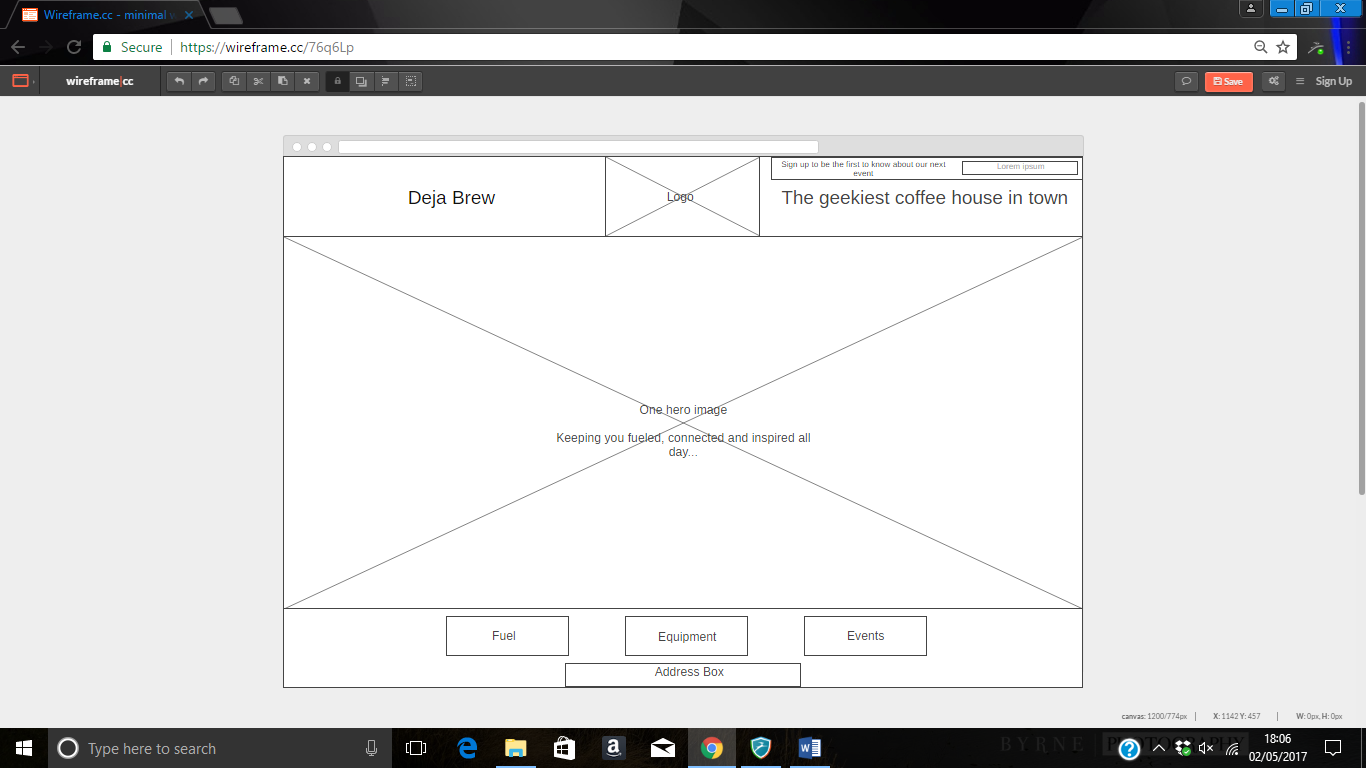 Wireframe.cc - minimal
Secure
https://wireframe.cc/76q6Lp
wireframe|cc
Save
Sign Up
Sign up to be the first to know about our next
event
Lorem ipsum
Deja Brew
Logo
The geekiest coffee house in town
One hero image
Keeping you fueled, connected and inspired all
day...
Fuel
Equipment
Events
Address Box
canvas: 1200/774px
X: 1142 Y: 457
W: 0px, H: 0px
Type here to search
BYRNE PHOTOGRAPHY
18:06
02/05/2017